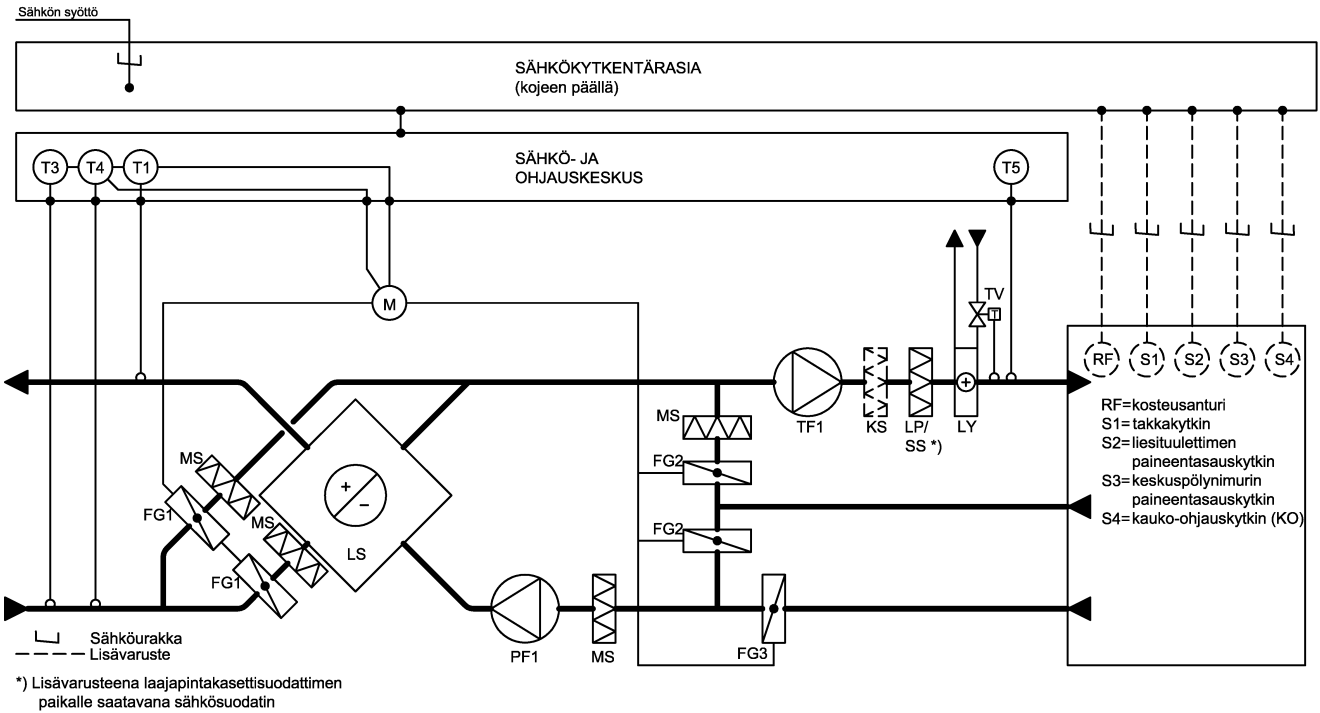 Sähkön syöttö
SÄHKÖKYTKENTÄRASIA
(kojeen päällä)
T3
T4
T1
SÄHKÖ- JA
OHJAUSKESKUS
T5
M
TV
T
RF
S1
S2
S3
S4
MS
TF1
KS
LP/
SS *)
LY
RF=kosteusanturi
S1=takkakytkin
S2=liesituulettimen
paineentasauskytkin
S3=keskuspölynimurin
paineentasauskytkin
S4=kauko-ohjauskytkin (KO)
MS
FG1
MS
FG1
LS
FG2
FG2
PF1
MS
FG3
Sähköurakka
Lisävaruste
*) Lisävarusteena laajapintakasettisuodattimen
paikalle saatavana sähkösuodatin